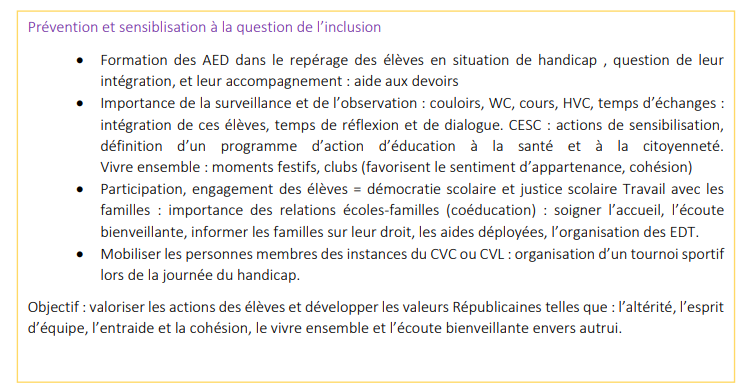 Prévention et sensiblisation à la question de l'inclusion
• Formation des AED dans le repérage des élèves en situation de handicap , question de leur
intégration, et leur accompagnement : aide aux devoirs
• Importance de la surveillance et de l'observation : couloirs, WC, cours, HVC, temps d'échanges :
intégration de ces élèves, temps de réflexion et de dialogue. CESC : actions de sensibilisation,
définition d'un programme d'action d'éducation à la santé et à la citoyenneté.
Vivre ensemble : moments festifs, clubs (favorisent le sentiment d'appartenance, cohésion)
• Participation, engagement des élèves = démocratie scolaire et justice scolaire Travail avec les
familles : importance des relations écoles-familles (coéducation) : soigner l'accueil, l'écoute
bienveillante, informer les familles sur leur droit, les aides déployées, l'organisation des EDT.
• Mobiliser les personnes membres des instances du CVC ou CVL : organisation d'un tournoi sportif
lors de la journée du handicap.
Objectif : valoriser les actions des élèves et développer les valeurs Républicaines telles que : l'altérité, l'esprit
d'équipe, l'entraide et la cohésion, le vivre ensemble et l'écoute bienveillante envers autrui.